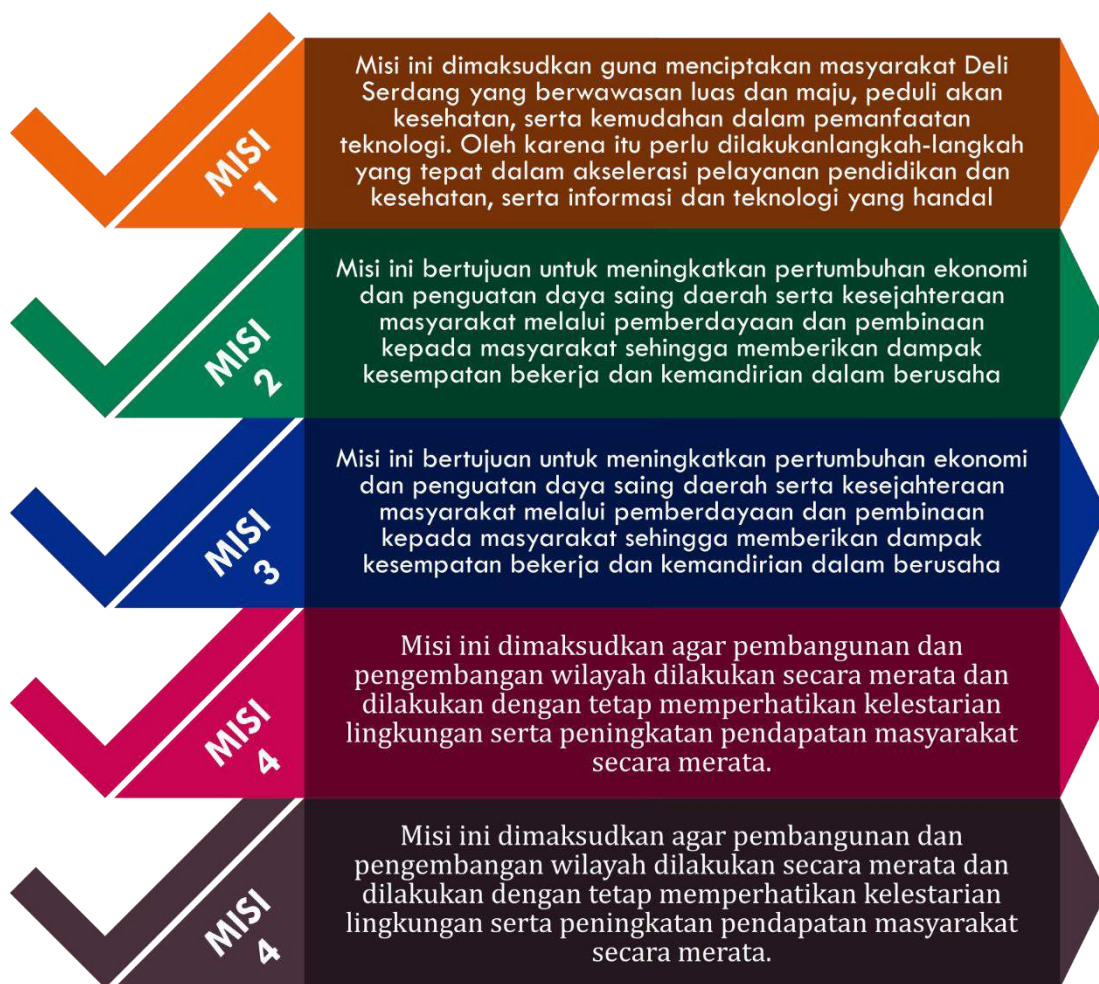 MISI
1
Misi ini dimaksudkan guna menciptakan masyarakat Deli
Serdang yang berwawasan luas dan maju, peduli akan
kesehatan, serta kemudahan dalam pemanfaatan
teknologi. Oleh karena itu perlu dilakukanlangkah-langkah
yang tepat dalam akselerasi pelayanan pendidikan dan
kesehatan, serta informasi dan teknologi yang handal
MISI
2
Misi ini bertujuan untuk meningkatkan pertumbuhan ekonomi
dan penguatan daya saing daerah serta kesejahteraan
masyarakat melalui pemberdayaan dan pembinaan
kepada masyarakat sehingga memberikan dampak
kesempatan bekerja dan kemandirian dalam berusaha
MISI
3
Misi ini bertujuan untuk meningkatkan pertumbuhan ekonomi
dan penguatan daya saing daerah serta kesejahteraan
masyarakat melalui pemberdayaan dan pembinaan
kepada masyarakat sehingga memberikan dampak
kesempatan bekerja dan kemandirian dalam berusaha
MISI
4
Misi ini dimaksudkan agar pembangunan dan
pengembangan wilayah dilakukan secara merata dan
dilakukan dengan tetap memperhatikan kelestarian
lingkungan serta peningkatan pendapatan masyarakat
secara merata.
MISI
4
Misi ini dimaksudkan agar pembangunan dan
pengembangan wilayah dilakukan secara merata dan
dilakukan dengan tetap memperhatikan kelestarian
lingkungan serta peningkatan pendapatan masyarakat
secara merata.